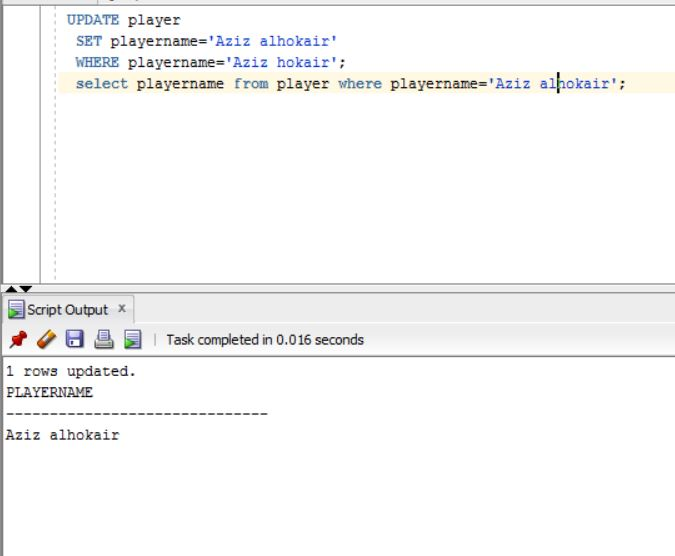 UPDATE player
SET playername='Aziz alhokair'
WHERE playername='Aziz hokair';
select playername from player where playername='Aziz alhokair';
Script Output x
Task completed in 0.016 seconds
1 rows updated.
PLAYERNAME
------------------------------
Aziz alhokair